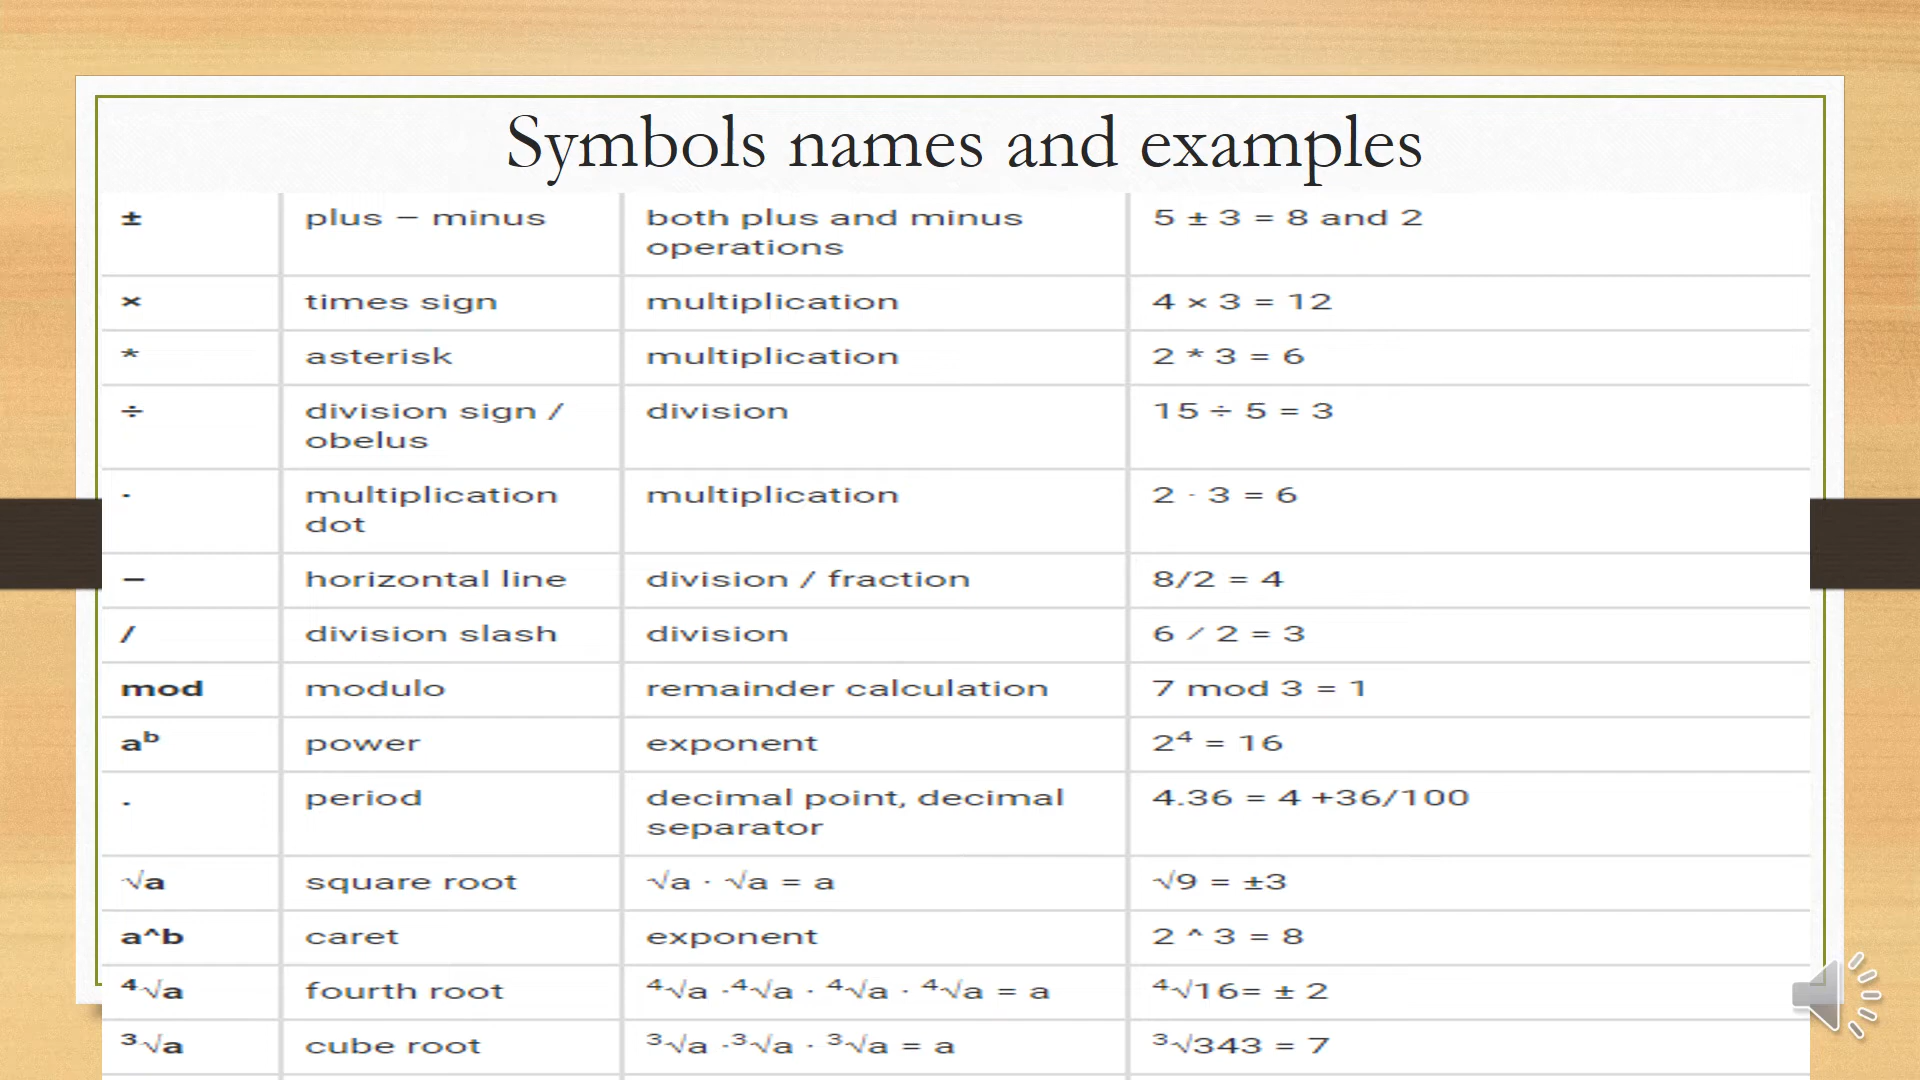 Symbols names and examples
± plus – minus both plus and minus operations 5 ± 3 = 8 and 2
× times sign multiplication 4 × 3 = 12
* asterisk multiplication 2 * 3 = 6
÷ division sign / obelus division 15 ÷ 5 = 3
· multiplication dot multiplication 2 · 3 = 6
– horizontal line division / fraction 8/2 = 4
/ division slash division 6 ⁄ 2 = 3
mod modulo remainder calculation 7 mod 3 = 1
aᵇ power exponent 2⁴ = 16
. period decimal point, decimal separator 4.36 = 4 +36/100
√a square root √a · √a = a √9 = ±3
a^b caret exponent 2 ^ 3 = 8
⁴√a fourth root ⁴√a ·⁴√a · ⁴√a · ⁴√a = a ⁴√16= ± 2
³√a cube root ³√a ·³√a · ³√a = a ³√343 = 7